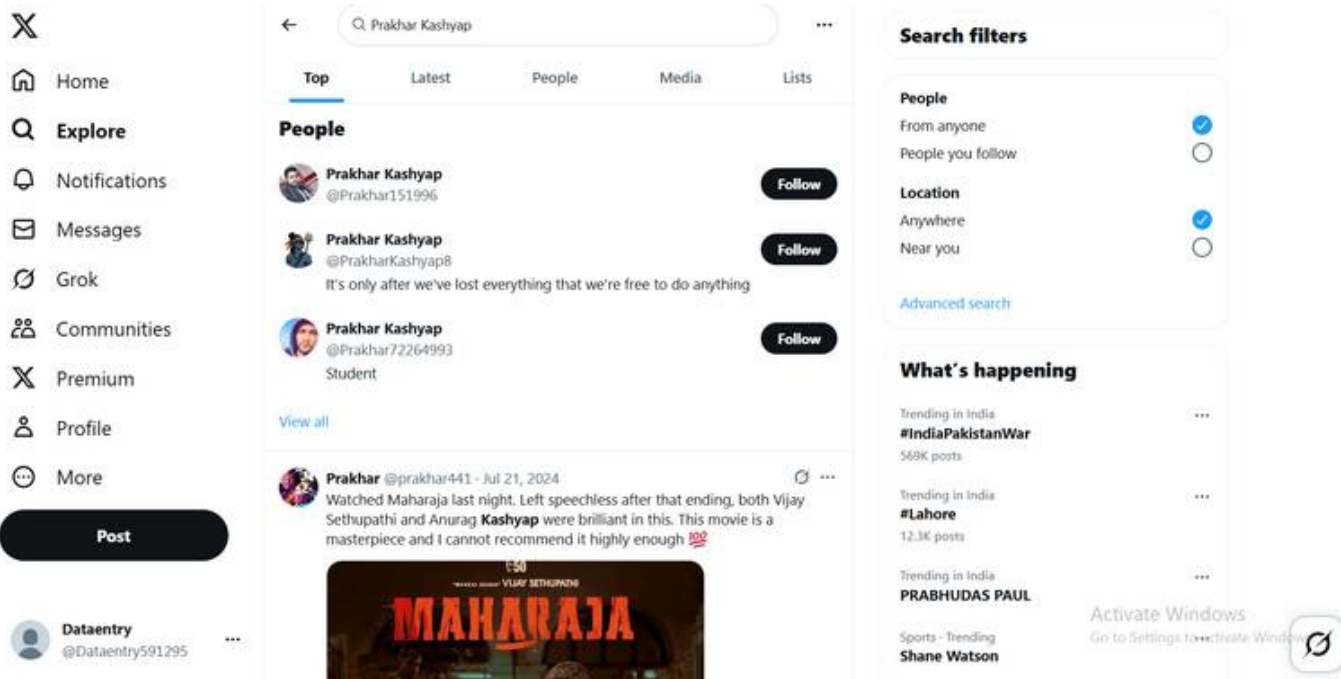 Home
Explore
Notifications
Messages
Grok
Communities
Premium
Profile
More
Post
Dataentry
@Dataentry591295
Prakhar Kashyap
Top Latest People Media Lists
People
Prakhar Kashyap
@Prakhar151996
Follow
Prakhar Kashyap
@PrakharKashyap8
Follow
It's only after we've lost everything that we're free to do anything
Prakhar Kashyap
@Prakhar72264993
Follow
Student
View all
Prakhar @prakhar441 · Jul 21, 2024
Watched Maharaja last night. Left speechless after that ending, both Vijay
Sethupathi and Anurag Kashyap were brilliant in this. This movie is a
masterpiece and I cannot recommend it highly enough 💯
VIJAY SETHUPATHI
MAHARAJA
Search filters
People
From anyone
People you follow
Location
Anywhere
Near you
Advanced search
What's happening
Trending in India
#IndiaPakistanWar
569K posts
Trending in India
#Lahore
12.3K posts
Trending in India
PRABHUDAS PAUL
Sports · Trending
Shane Watson
Activate Windows
Go to Settings to activate Windows